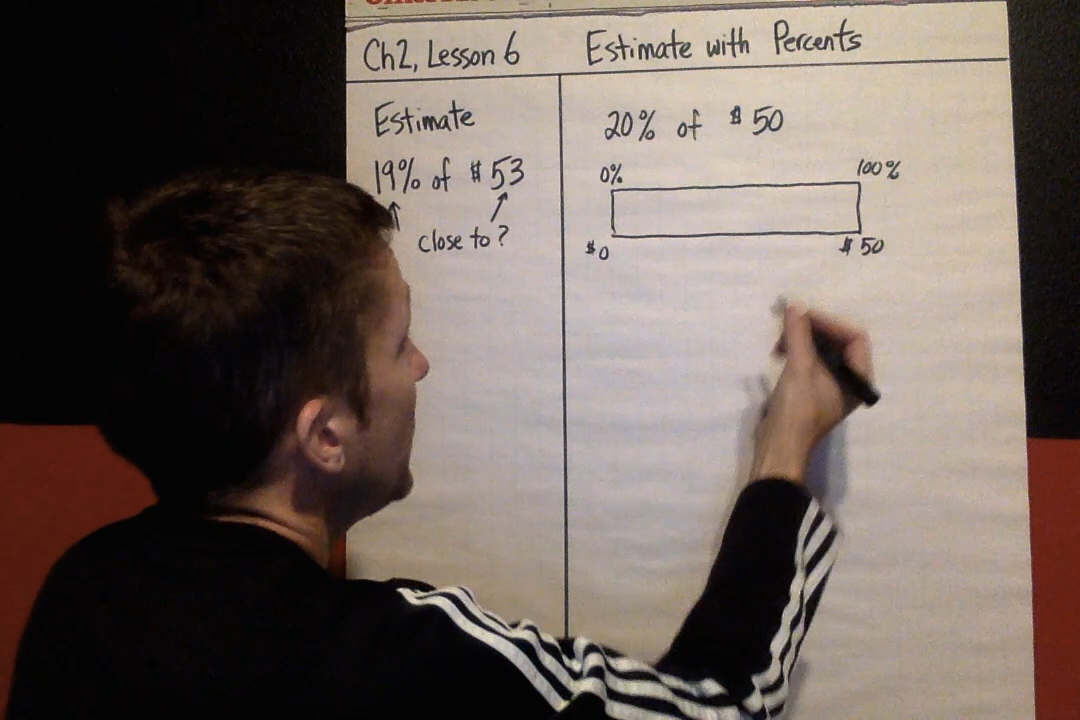 Ch2, Lesson 6
Estimate with Percents
Estimate
19% of $53
close to?
20% of $50
0%
100%
$0
$50